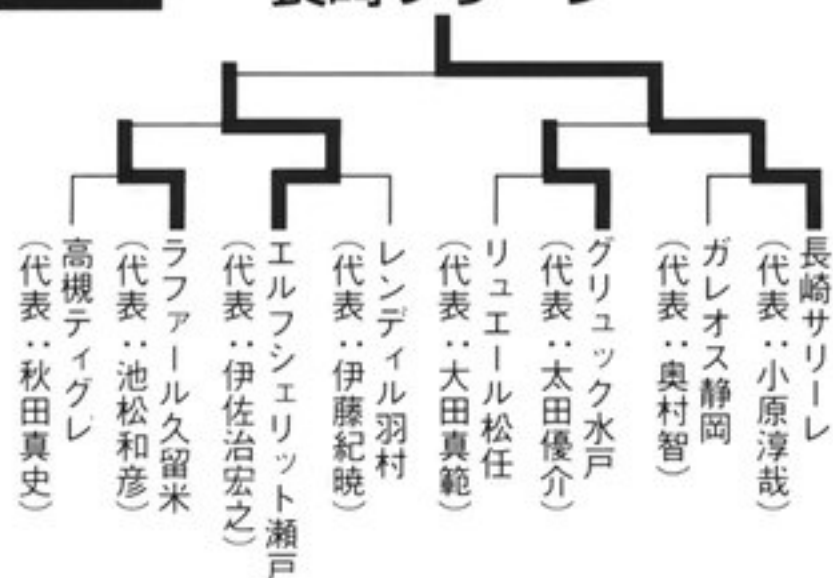 長崎サリーレ
（代表：小原淳哉）
ガレオス静岡
（代表：奥村智）
グリュック水戸
（代表：太田優介）
リュエール松任
（代表：大田真範）
レンディル羽村
（代表：伊藤紀暁）
エルフシェリット瀬戸
（代表：伊佐治宏之）
ラファール久留米
（代表：池松和彦）
高槻ティグレ
（代表：秋田真史）